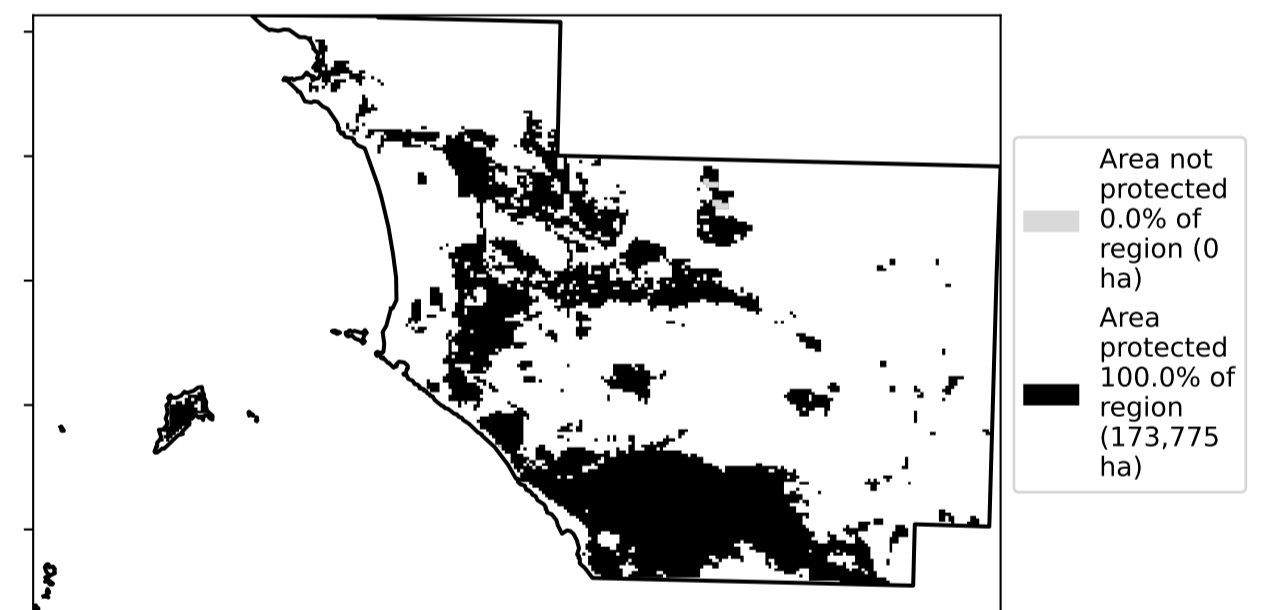 Area not
protected
0.0% of
region (0
ha)
Area
protected
100.0% of
region
(173,775
ha)